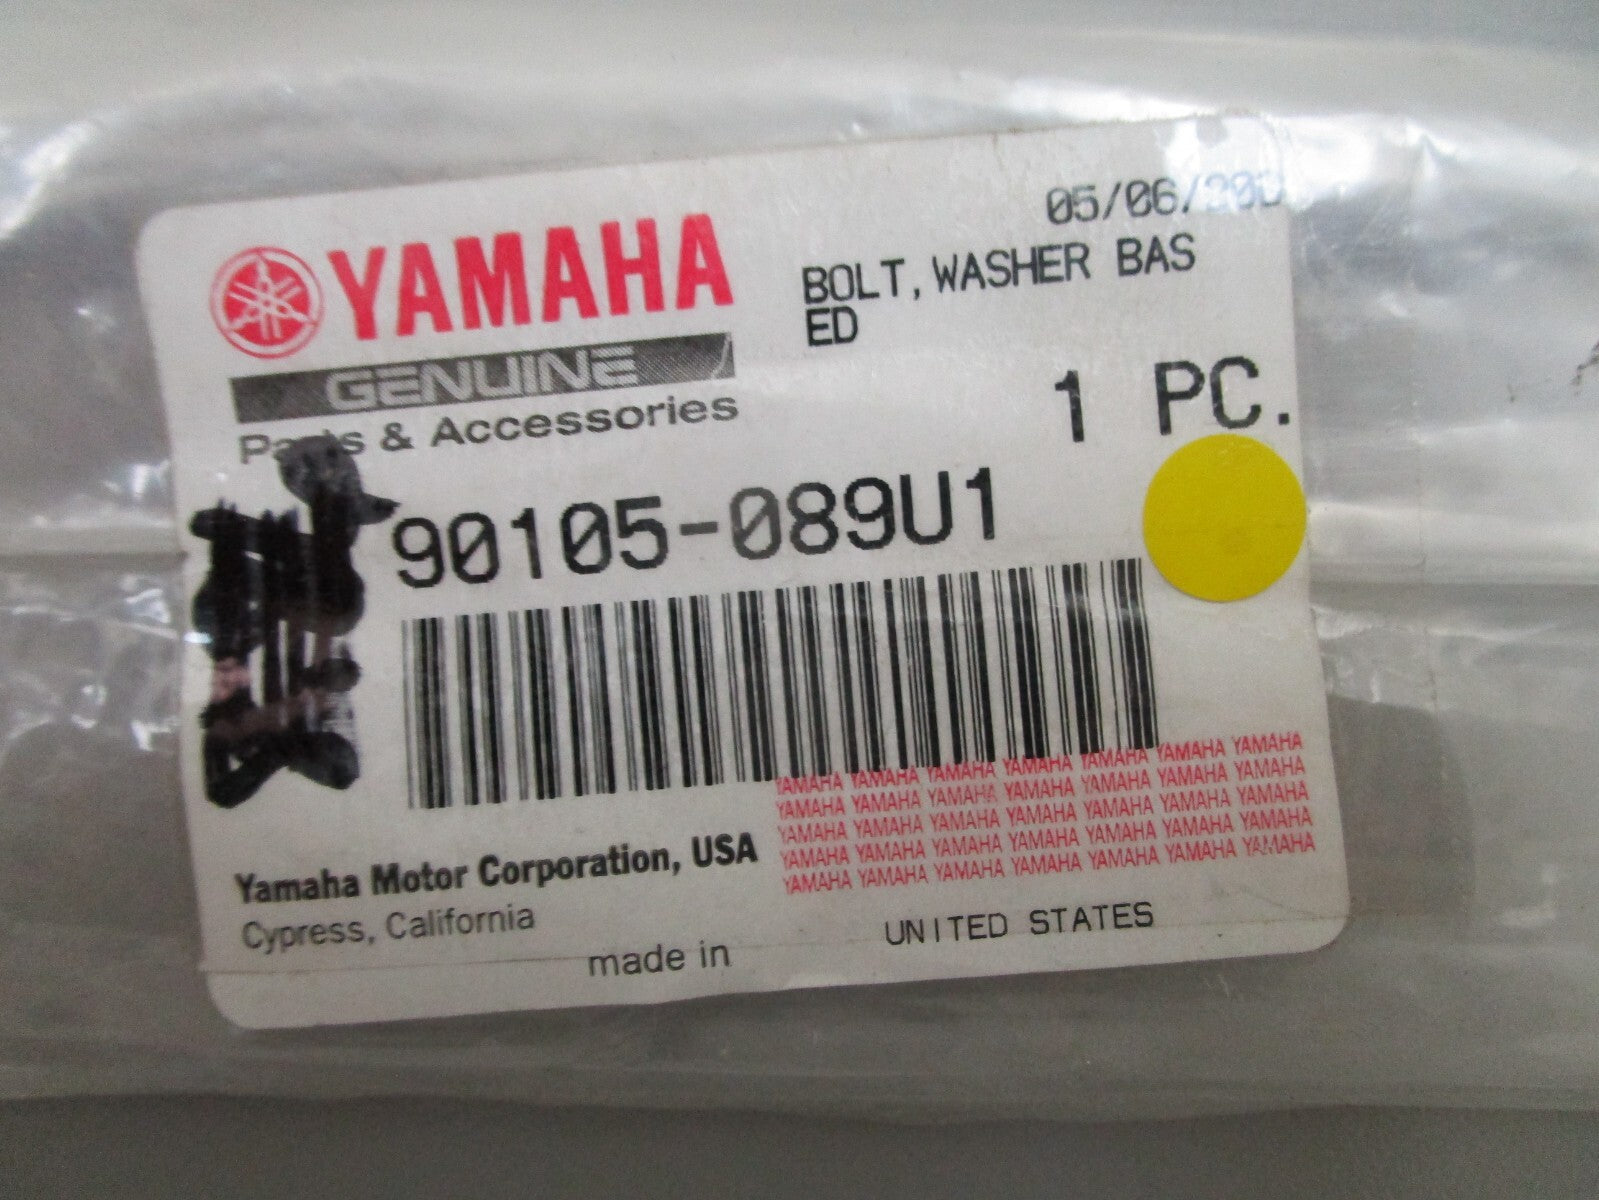 05/06/
YAMAHA
BOLT, WASHER BAS
ED
GENUINE
Parts & Accessories
1 PC.
90105-089U1
YAMAHA YAMAHA YAMAHA YAMAHA YAMAHA YAMAHA YAMAHA
YAMAHA YAMAHA YAMAHA YAMAHA YAMAHA YAMAHA YAMAHA
YAMAHA YAMAHA YAMAHA YAMAHA YAMAHA YAMAHA YAMAHA
YAMAHA YAMAHA YAMAHA YAMAHA YAMAHA YAMAHA YAMAHA
YAMAHA YAMAHA YAMAHA YAMAHA YAMAHA YAMAHA YAMAHA
Yamaha Motor Corporation, USA
Cypress, California
made in UNITED STATES